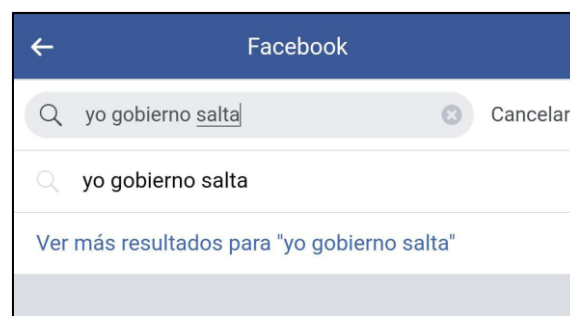 Facebook
yo gobierno salta Cancelar
yo gobierno salta
Ver más resultados para "yo gobierno salta"